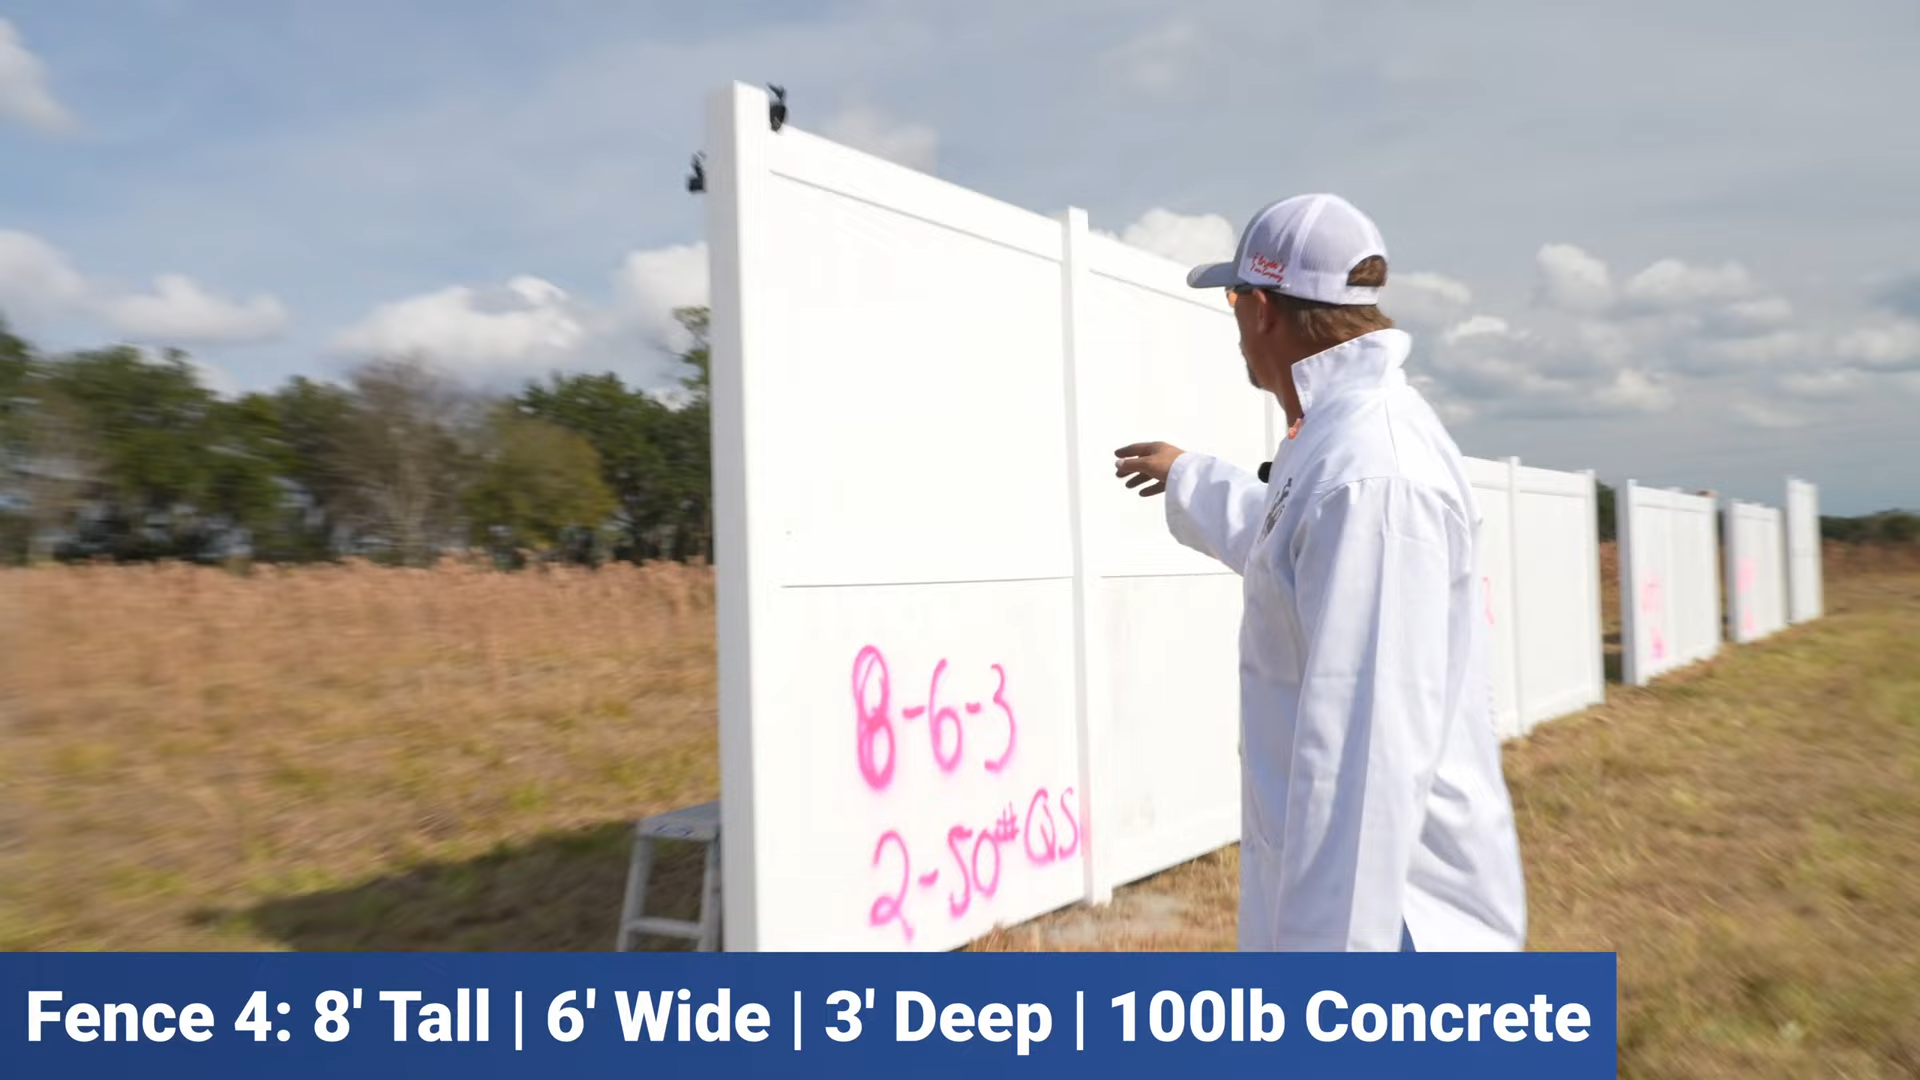 8-6-3
2-50# QS
Fence 4: 8' Tall | 6' Wide | 3' Deep | 100lb Concrete